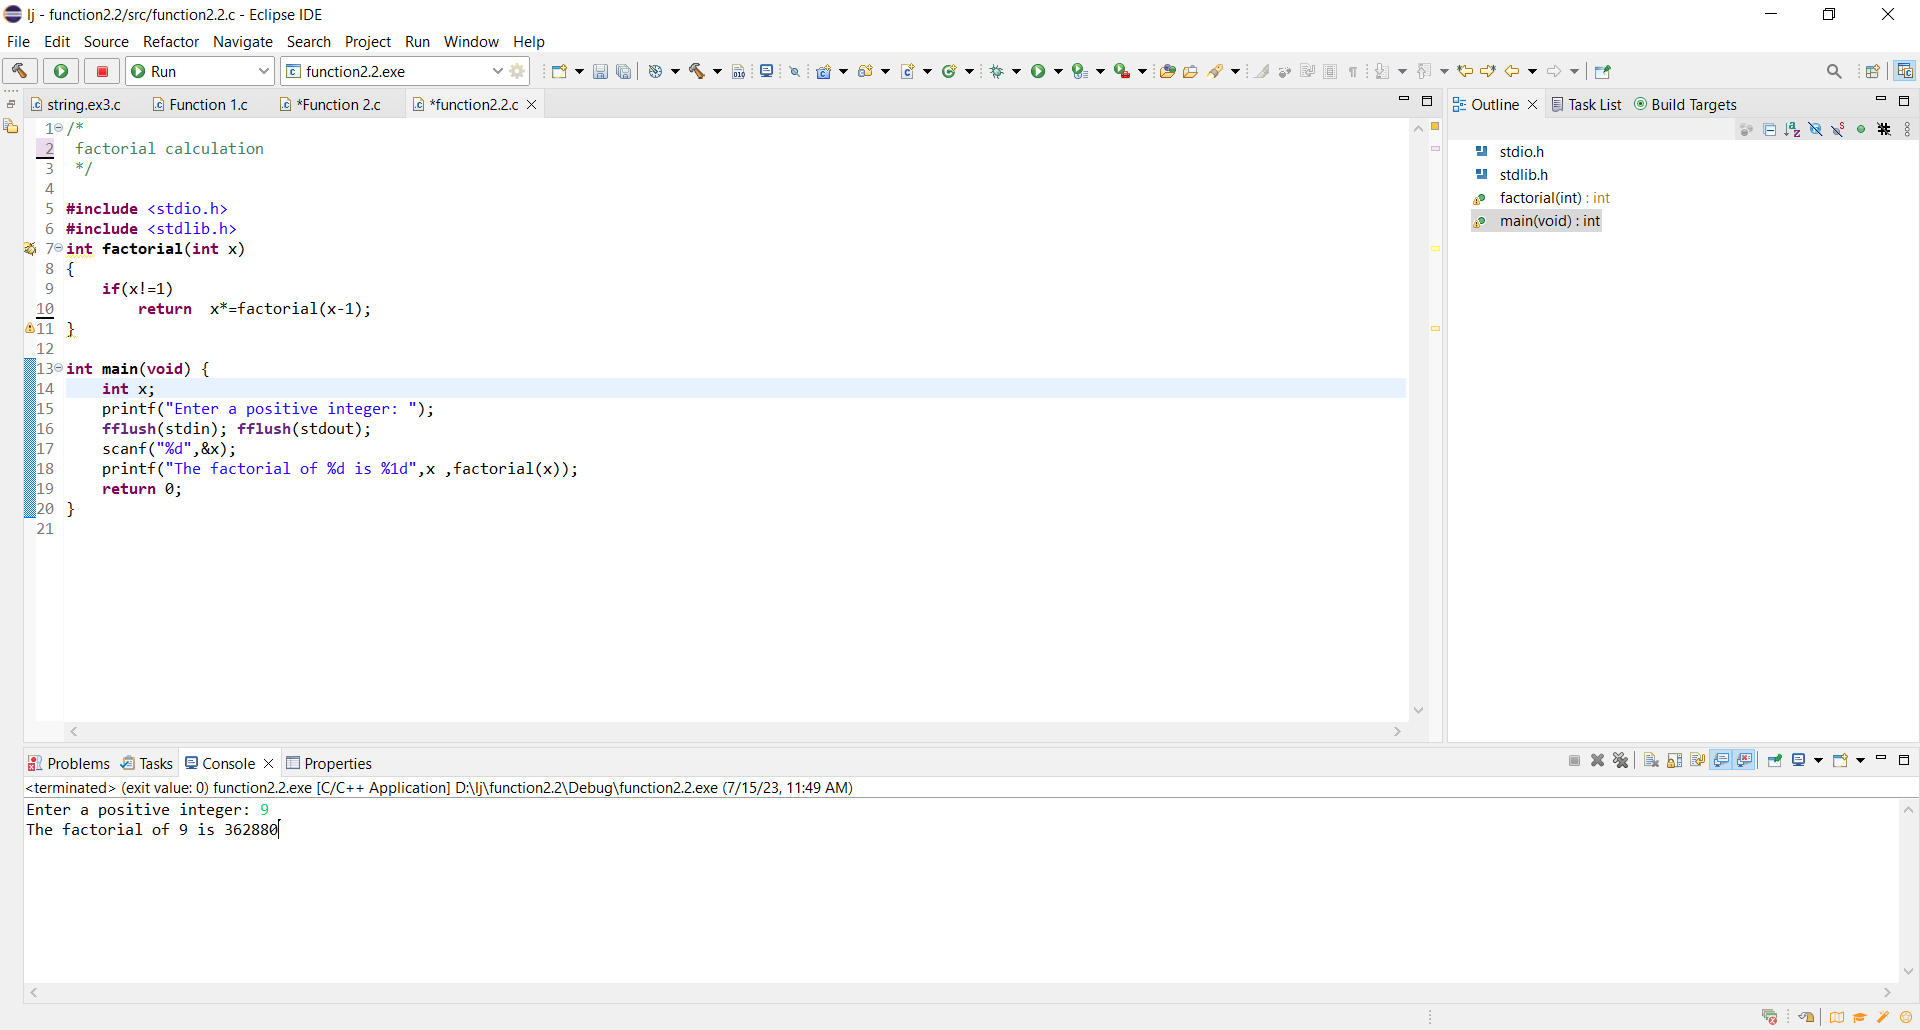 lj - function2.2/src/function2.2.c - Eclipse IDE
File Edit Source Refactor Navigate Search Project Run Window Help
Run function2.2.exe
string.ex3.c Function 1.c *Function 2.c *function2.2.c
1 /*
2 factorial calculation
3 */
4
5 #include <stdio.h>
6 #include <stdlib.h>
7 int factorial(int x)
8 {
9 if(x!=1)
10 return x*=factorial(x-1);
11 }
12
13 int main(void) {
14 int x;
15 printf("Enter a positive integer: ");
16 fflush(stdin); fflush(stdout);
17 scanf("%d",&x);
18 printf("The factorial of %d is %1d",x ,factorial(x));
19 return 0;
20 }
21
Outline Task List Build Targets
stdio.h
stdlib.h
factorial(int) : int
main(void) : int
Problems Tasks Console Properties
<terminated> (exit value: 0) function2.2.exe [C/C++ Application] D:\lj\function2.2\Debug\function2.2.exe (7/15/23, 11:49 AM)
Enter a positive integer: 9
The factorial of 9 is 362880